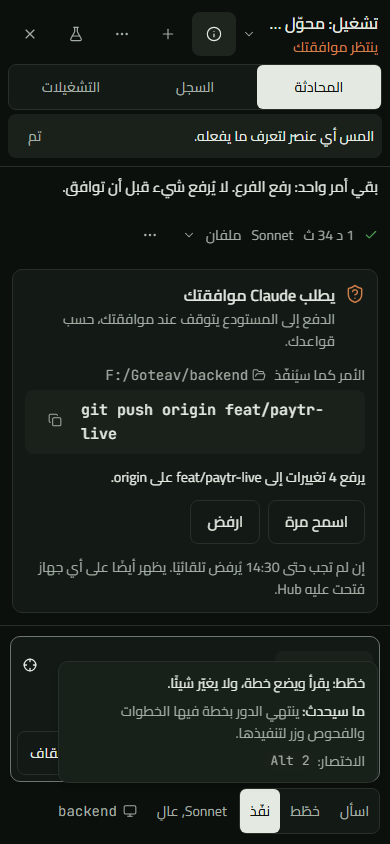 تشغيل: محوّل ...
ينتظر موافقتك
المحادثة
السجل
التشغيلات
المس أي عنصر لتعرف ما يفعله.
تم
بقي أمر واحد: رفع الفرع. لا يُرفع شيء قبل أن توافق.
1 د 34 ث Sonnet ملفان
يطلب Claude موافقتك
الدفع إلى المستودع يتوقف عند موافقتك، حسب
قواعدك.
الأمر كما سيُنفَّذ F:/Goteav/backend
git push origin feat/paytr-
live
يرفع 4 تغييرات إلى feat/paytr-live على origin.
اسمح مرة
ارفض
إن لم تجب حتى 14:30 يُرفض تلقائيًا. يظهر أيضًا على أي جهاز
فتحت عليه Hub.
خطّط: يقرأ ويضع خطة، ولا يغيّر شيئًا.
ما سيحدث: ينتهي الدور بخطة فيها الخطوات
والفحوص وزر لتنفيذها.
الاختصار: Alt 2
اسأل
خطّط
نفّذ
Sonnet, عالٍ
backend